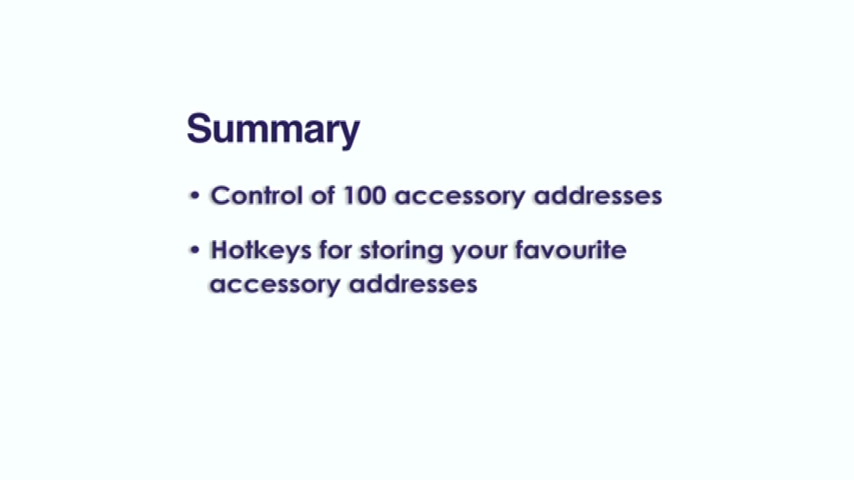 Summary
• Control of 100 accessory addresses
• Hotkeys for storing your favourite
accessory addresses